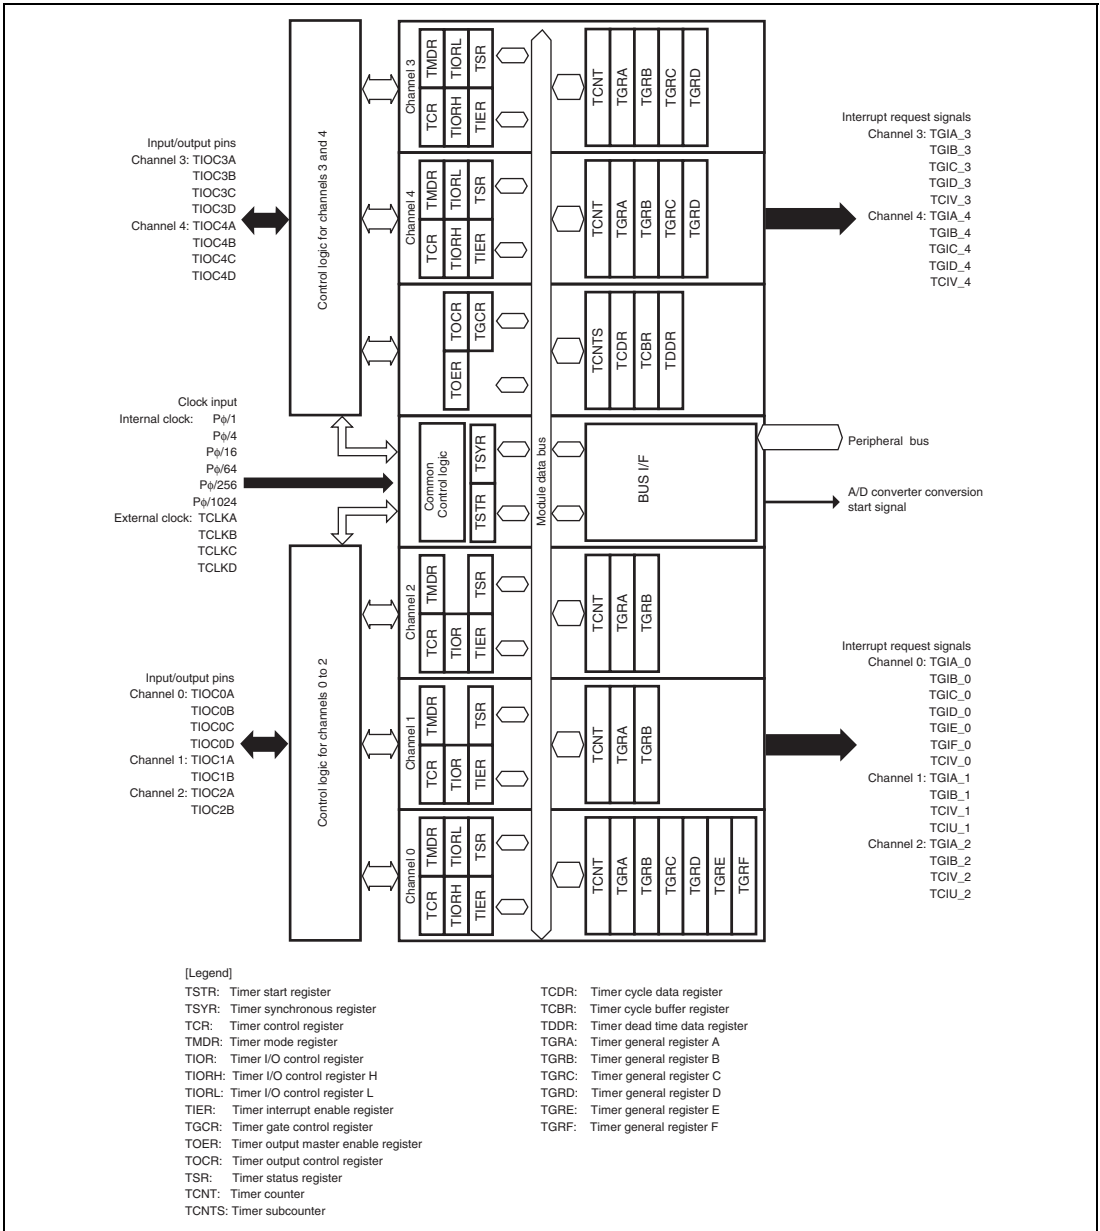 Input/output pins
Channel 3: TIOC3A
TIOC3B
TIOC3C
TIOC3D
Channel 4: TIOC4A
TIOC4B
TIOC4C
TIOC4D
Clock input
Internal clock: Pϕ/1
Pϕ/4
Pϕ/16
Pϕ/64
Pϕ/256
Pϕ/1024
External clock: TCLKA
TCLKB
TCLKC
TCLKD
Input/output pins
Channel 0: TIOC0A
TIOC0B
TIOC0C
TIOC0D
Channel 1: TIOC1A
TIOC1B
Channel 2: TIOC2A
TIOC2B
Control logic for channels 3 and 4
Control logic for channels 0 to 2
Channel 3
TMDR
TIORL
TSR
TCR
TIORH
TIER
TCNT
TGRA
TGRB
TGRC
TGRD
Channel 4
TMDR
TIORL
TSR
TCR
TIORH
TIER
TCNT
TGRA
TGRB
TGRC
TGRD
TOCR
TGCR
TOER
TCNTS
TCDR
TCBR
TDDR
Common
Control logic
TSYR
TSTR
Module data bus
BUS I/F
Channel 2
TMDR
TSR
TCR
TIOR
TIER
TCNT
TGRA
TGRB
Channel 1
TMDR
TSR
TCR
TIOR
TIER
TCNT
TGRA
TGRB
Channel 0
TMDR
TIORL
TSR
TCR
TIORH
TIER
TCNT
TGRA
TGRB
TGRC
TGRD
TGRE
TGRF
Interrupt request signals
Channel 3: TGIA_3
TGIB_3
TGIC_3
TGID_3
TCIV_3
Channel 4: TGIA_4
TGIB_4
TGIC_4
TGID_4
TCIV_4
Peripheral bus
A/D converter conversion
start signal
Interrupt request signals
Channel 0: TGIA_0
TGIB_0
TGIC_0
TGID_0
TGIE_0
TGIF_0
TCIV_0
Channel 1: TGIA_1
TGIB_1
TCIV_1
TCIU_1
Channel 2: TGIA_2
TGIB_2
TCIV_2
TCIU_2
[Legend]
TSTR: Timer start register
TSYR: Timer synchronous register
TCR: Timer control register
TMDR: Timer mode register
TIOR: Timer I/O control register
TIORH: Timer I/O control register H
TIORL: Timer I/O control register L
TIER: Timer interrupt enable register
TGCR: Timer gate control register
TOER: Timer output master enable register
TOCR: Timer output control register
TSR: Timer status register
TCNT: Timer counter
TCNTS: Timer subcounter
TCDR: Timer cycle data register
TCBR: Timer cycle buffer register
TDDR: Timer dead time data register
TGRA: Timer general register A
TGRB: Timer general register B
TGRC: Timer general register C
TGRD: Timer general register D
TGRE: Timer general register E
TGRF: Timer general register F